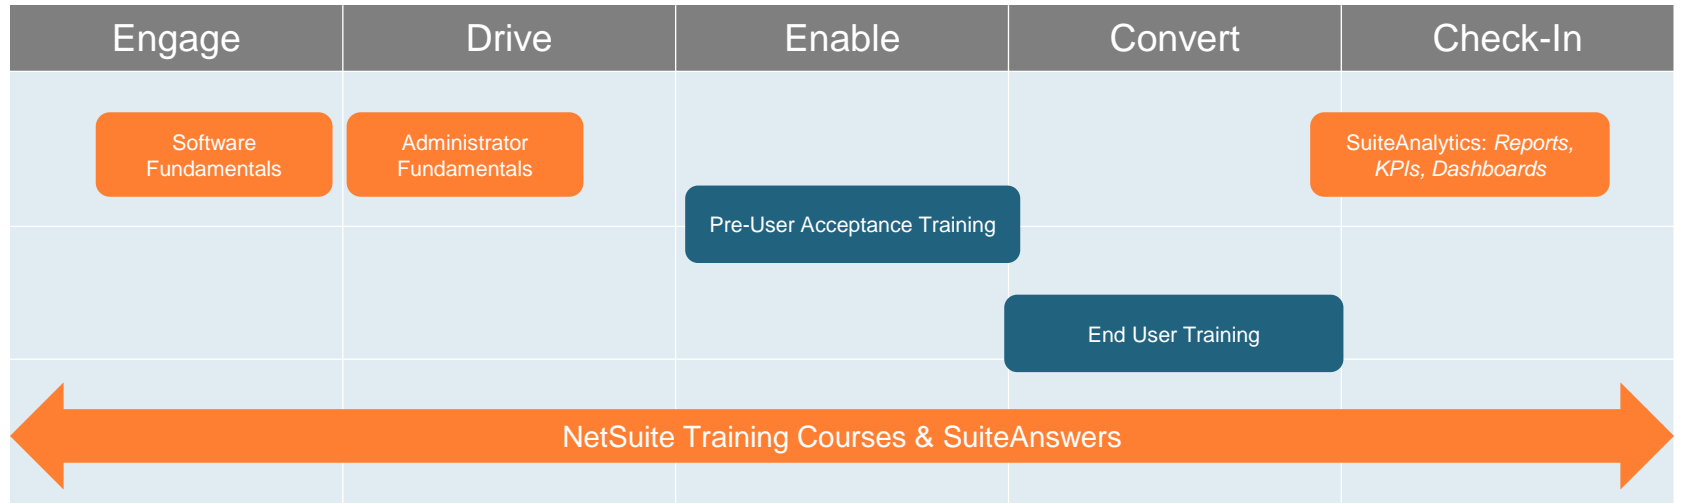 Engage
Drive
Enable
Convert
Check-In
Software
Fundamentals
Administrator
Fundamentals
SuiteAnalytics: Reports,
KPIs, Dashboards
Pre-User Acceptance Training
End User Training
NetSuite Training Courses & SuiteAnswers